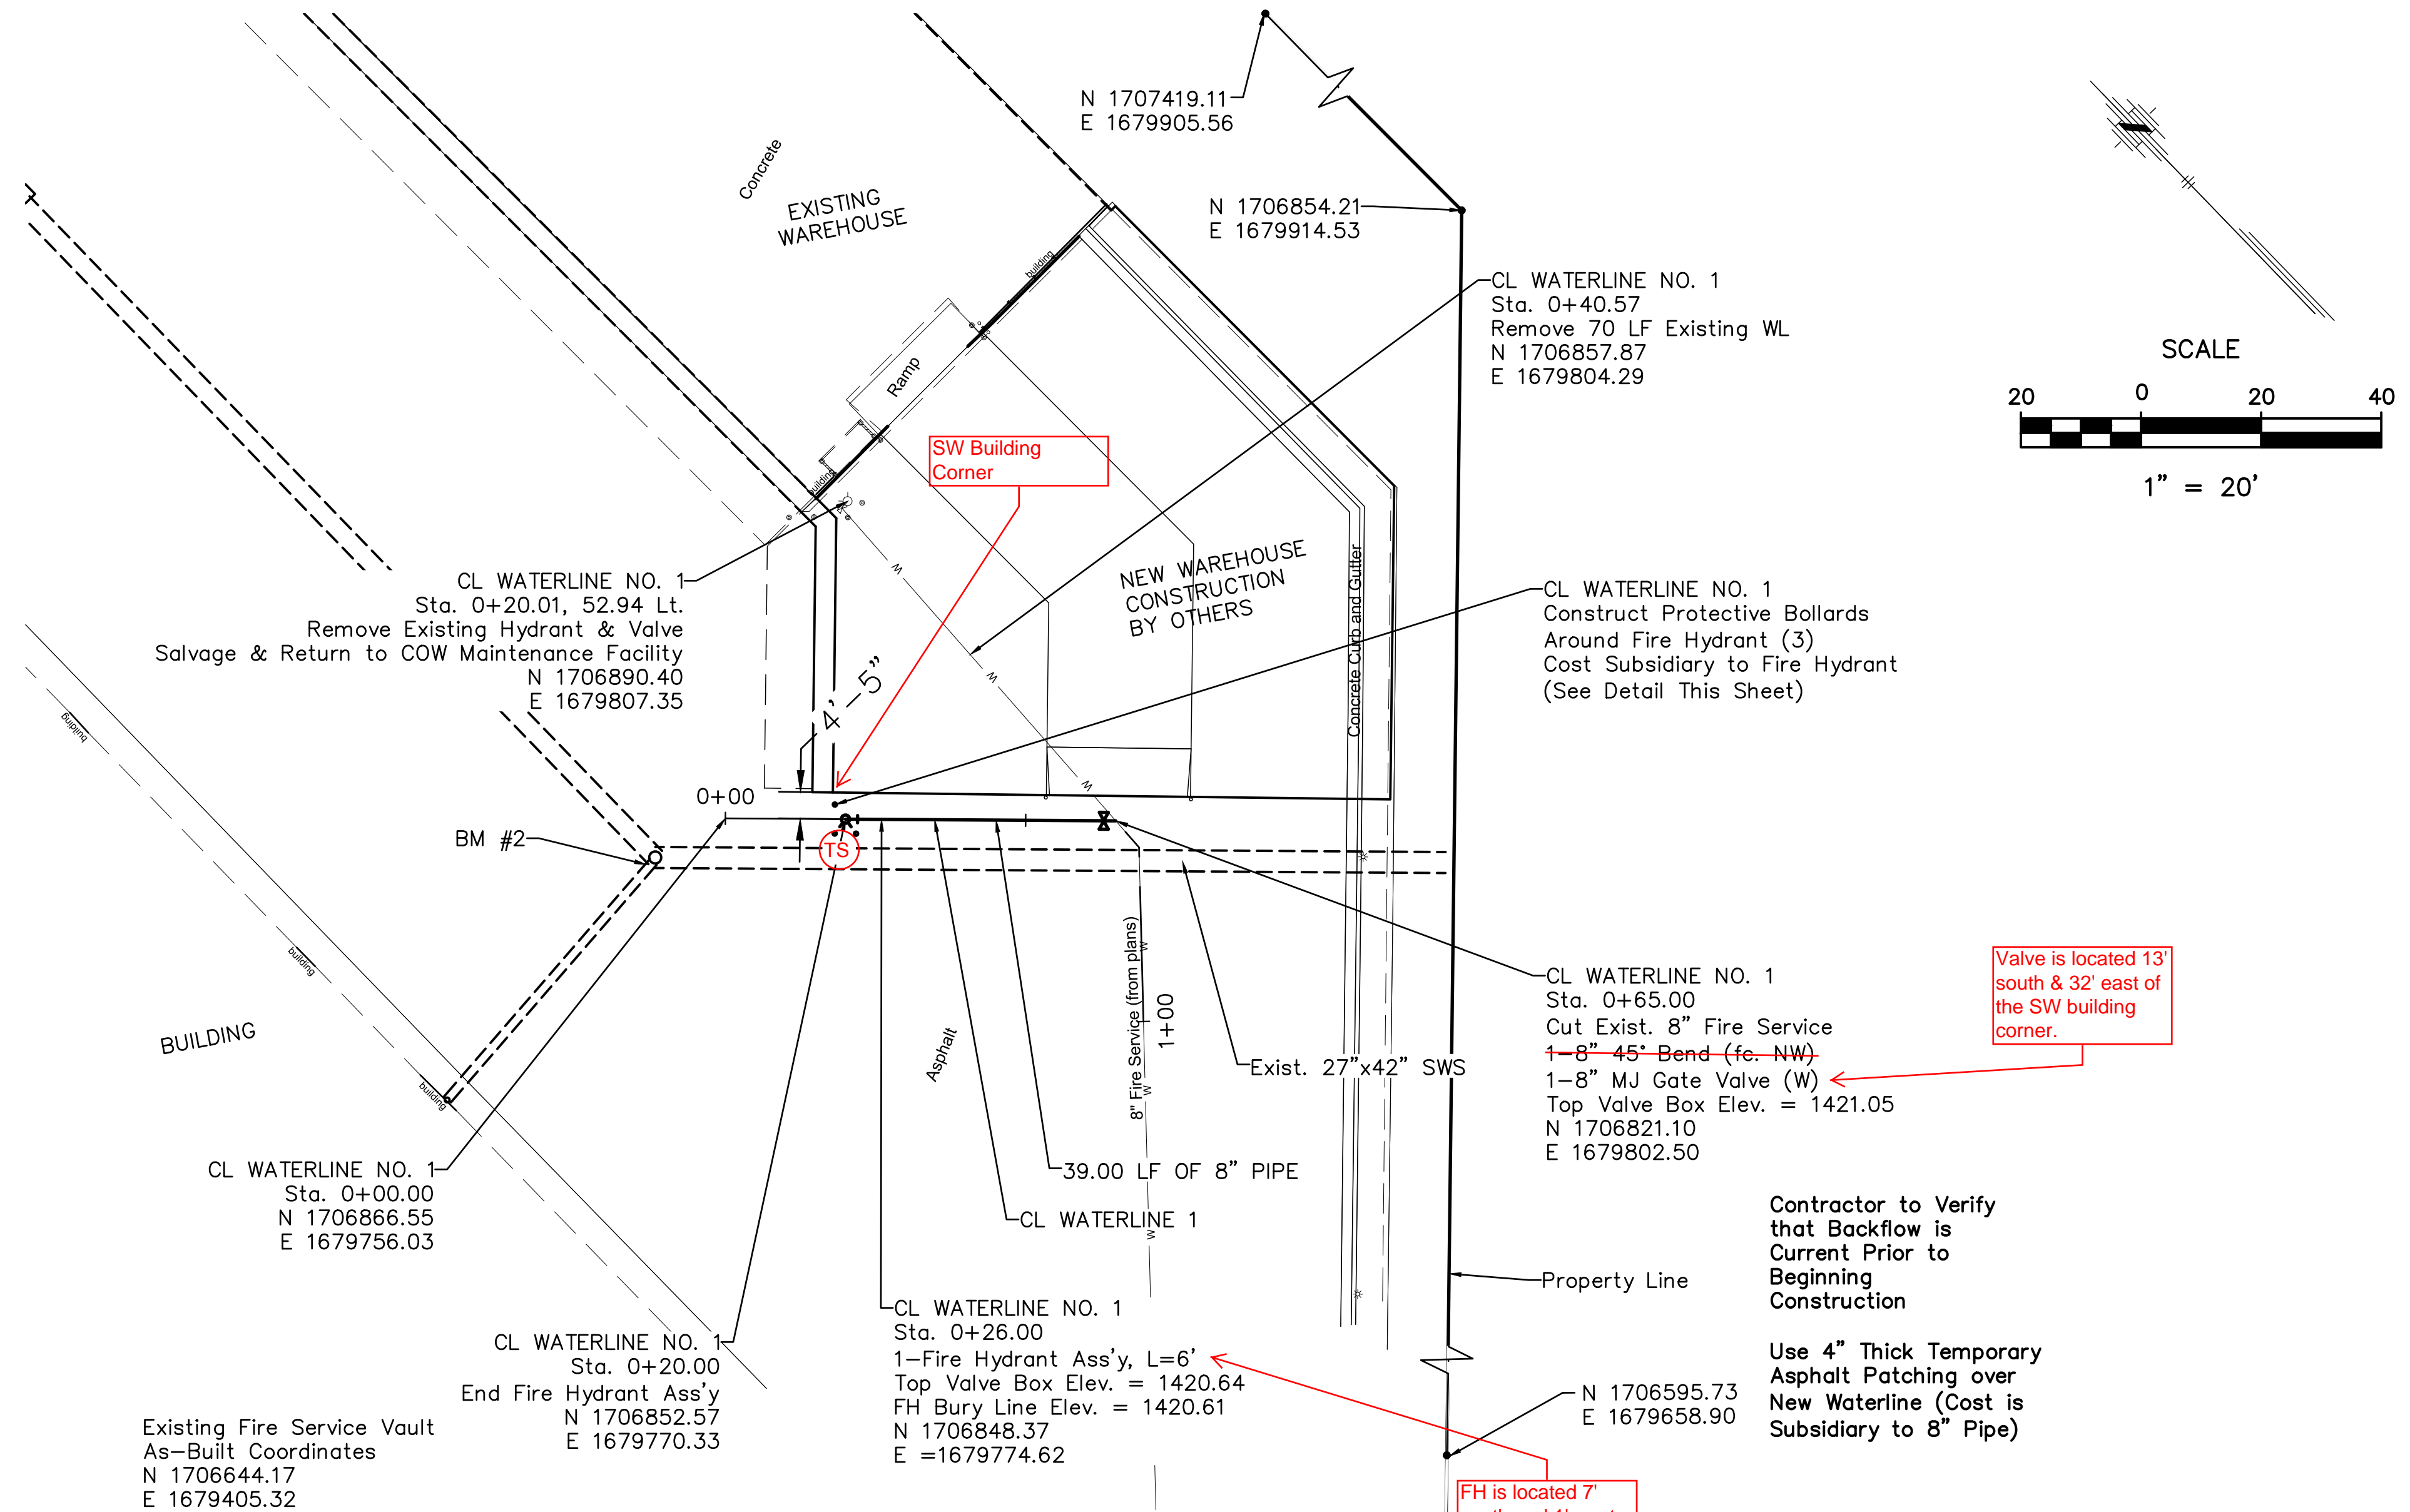 N 1707419.11
E 1679905.56
Concrete
EXISTING
WAREHOUSE
N 1706854.21
E 1679914.53
SCALE
20 0 20 40
1" = 20'
building
Ramp
building
CL WATERLINE NO. 1
Sta. 0+40.57
Remove 70 LF Existing WL
N 1706857.87
E 1679804.29
SW Building
Corner
CL WATERLINE NO. 1
Sta. 0+20.01, 52.94 Lt.
Remove Existing Hydrant & Valve
Salvage & Return to COW Maintenance Facility
N 1706890.40
E 1679807.35
W
W
W
NEW WAREHOUSE
CONSTRUCTION
BY OTHERS
Concrete Curb and Gutter
CL WATERLINE NO. 1
Construct Protective Bollards
Around Fire Hydrant (3)
Cost Subsidiary to Fire Hydrant
(See Detail This Sheet)
4'-5"
0+00
BM #2
TS
building
building
building
BUILDING
8" Fire Service (from plans)
W
W
W
1+00
Asphalt
Exist. 27"x42" SWS
CL WATERLINE NO. 1
Sta. 0+65.00
Cut Exist. 8" Fire Service
1-8" 45° Bend (fc. NW)
1-8" MJ Gate Valve (W)
Top Valve Box Elev. = 1421.05
N 1706821.10
E 1679802.50
Valve is located 13'
south & 32' east of
the SW building
corner.
CL WATERLINE NO. 1
Sta. 0+00.00
N 1706866.55
E 1679756.03
39.00 LF OF 8" PIPE
CL WATERLINE 1
Property Line
Contractor to Verify
that Backflow is
Current Prior to
Beginning
Construction
Use 4" Thick Temporary
Asphalt Patching over
New Waterline (Cost is
Subsidiary to 8" Pipe)
CL WATERLINE NO. 1
Sta. 0+20.00
End Fire Hydrant Ass'y
N 1706852.57
E 1679770.33
CL WATERLINE NO. 1
Sta. 0+26.00
1-Fire Hydrant Ass'y, L=6'
Top Valve Box Elev. = 1420.64
FH Bury Line Elev. = 1420.61
N 1706848.37
E =1679774.62
N 1706595.73
E 1679658.90
Existing Fire Service Vault
As-Built Coordinates
N 1706644.17
E 1679405.32
FH is located 7'